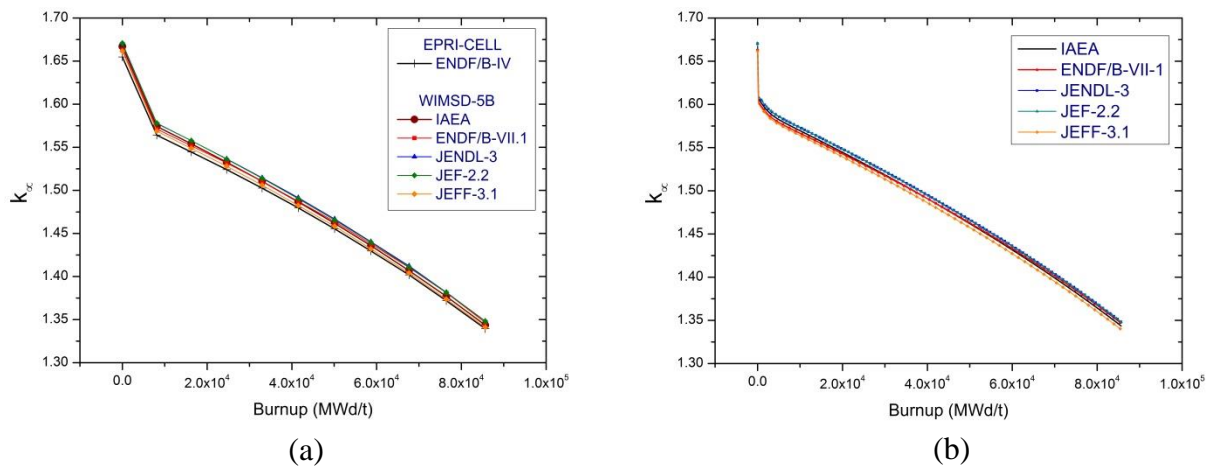 1.70
1.65
1.60
1.55
1.50
1.45
1.40
1.35
1.30
k∞
0.0
2.0x10⁴
4.0x10⁴
6.0x10⁴
8.0x10⁴
1.0x10⁵
Burnup (MWd/t)
EPRI-CELL
ENDF/B-IV
WIMSD-5B
IAEA
ENDF/B-VII.1
JENDL-3
JEF-2.2
JEFF-3.1
(a)
1.70
1.65
1.60
1.55
1.50
1.45
1.40
1.35
1.30
k∞
0.0
2.0x10⁴
4.0x10⁴
6.0x10⁴
8.0x10⁴
1.0x10⁵
Burnup (MWd/t)
IAEA
ENDF/B-VII-1
JENDL-3
JEF-2.2
JEFF-3.1
(b)